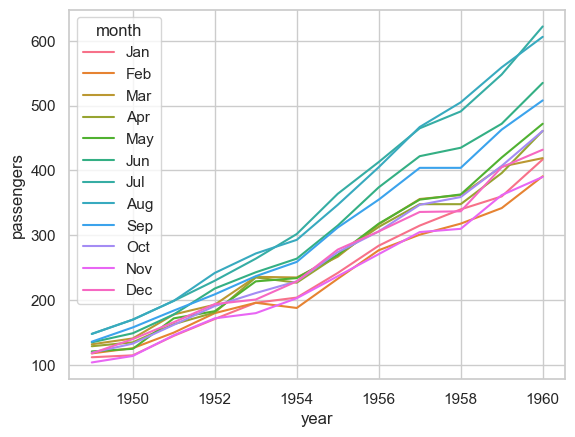 month
Jan
Feb
Mar
Apr
May
Jun
Jul
Aug
Sep
Oct
Nov
Dec
passengers
600
500
400
300
200
100
1950 1952 1954 1956 1958 1960
year